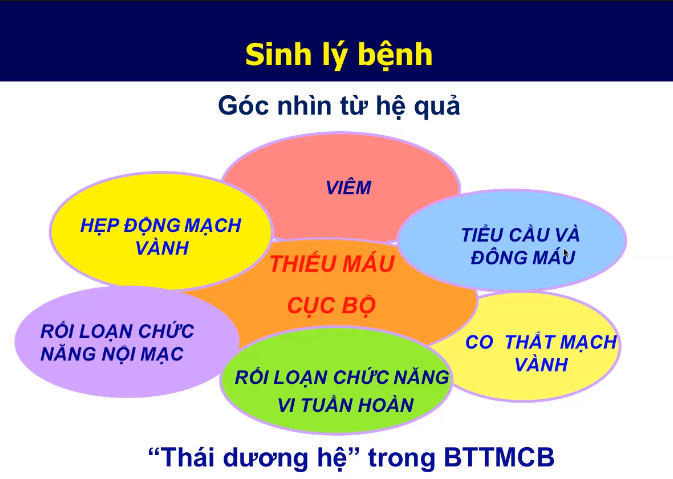 Sinh lý bệnh
Góc nhìn từ hệ quả
VIÊM
HẸP ĐỘNG MẠCH
VÀNH
TIỂU CẦU VÀ
ĐÔNG MÁU
THIẾU MÁU
CỤC BỘ
RỐI LOẠN CHỨC
NĂNG NỘI MẠC
CO THẮT MẠCH
VÀNH
RỐI LOẠN CHỨC NĂNG
VI TUẦN HOÀN
“Thái dương hệ” trong BTTMCB